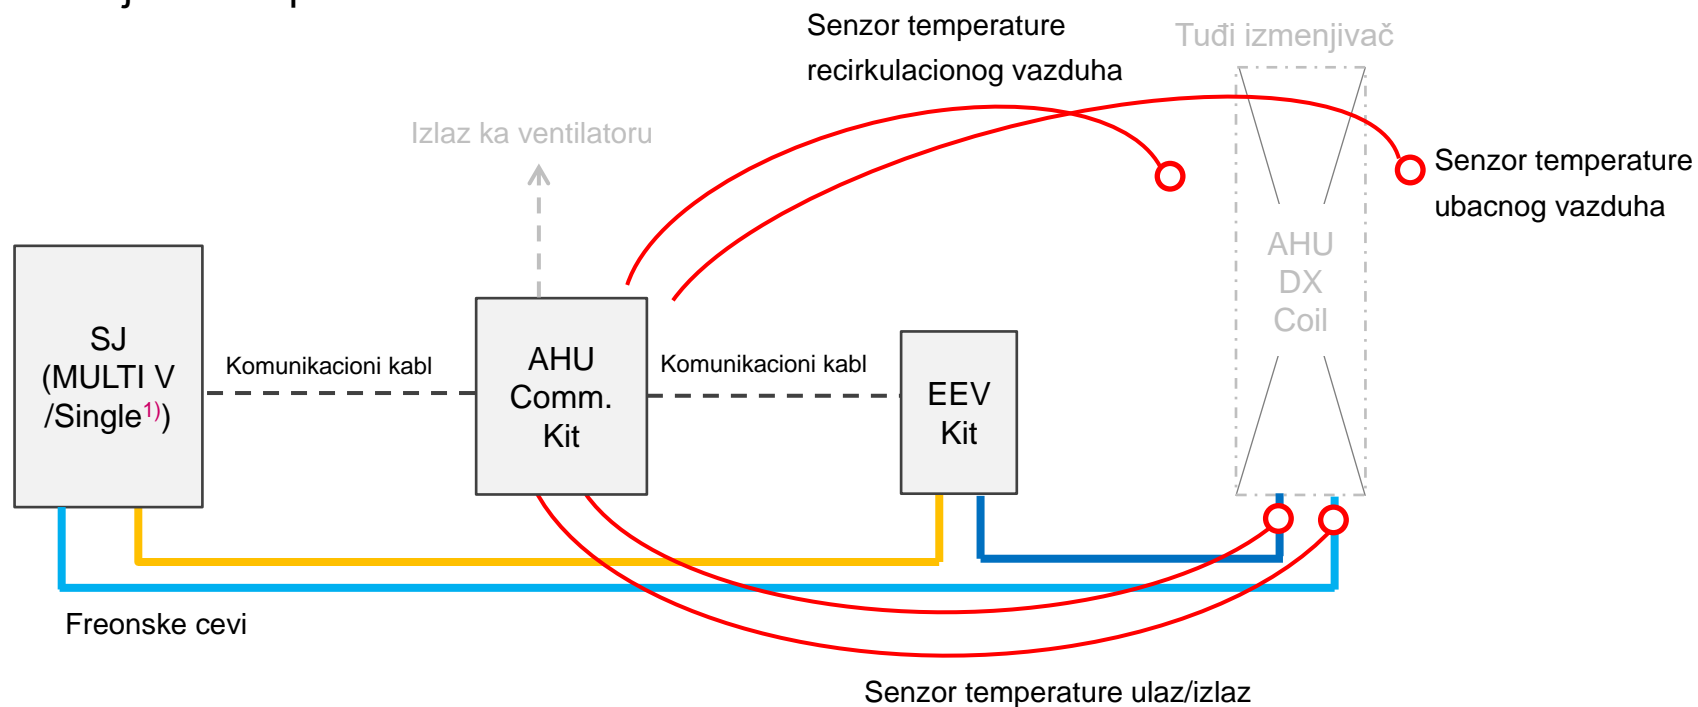 Senzor temperature
recirkulacionog vazduha
Tuđi izmenjivač
Izlaz ka ventilatoru
Senzor temperature
ubacnog vazduha
SJ
(MULTI V
/Single1))
Komunikacioni kabl
AHU
Comm.
Kit
Komunikacioni kabl
EEV
Kit
AHU
DX
Coil
Freonske cevi
Senzor temperature ulaz/izlaz